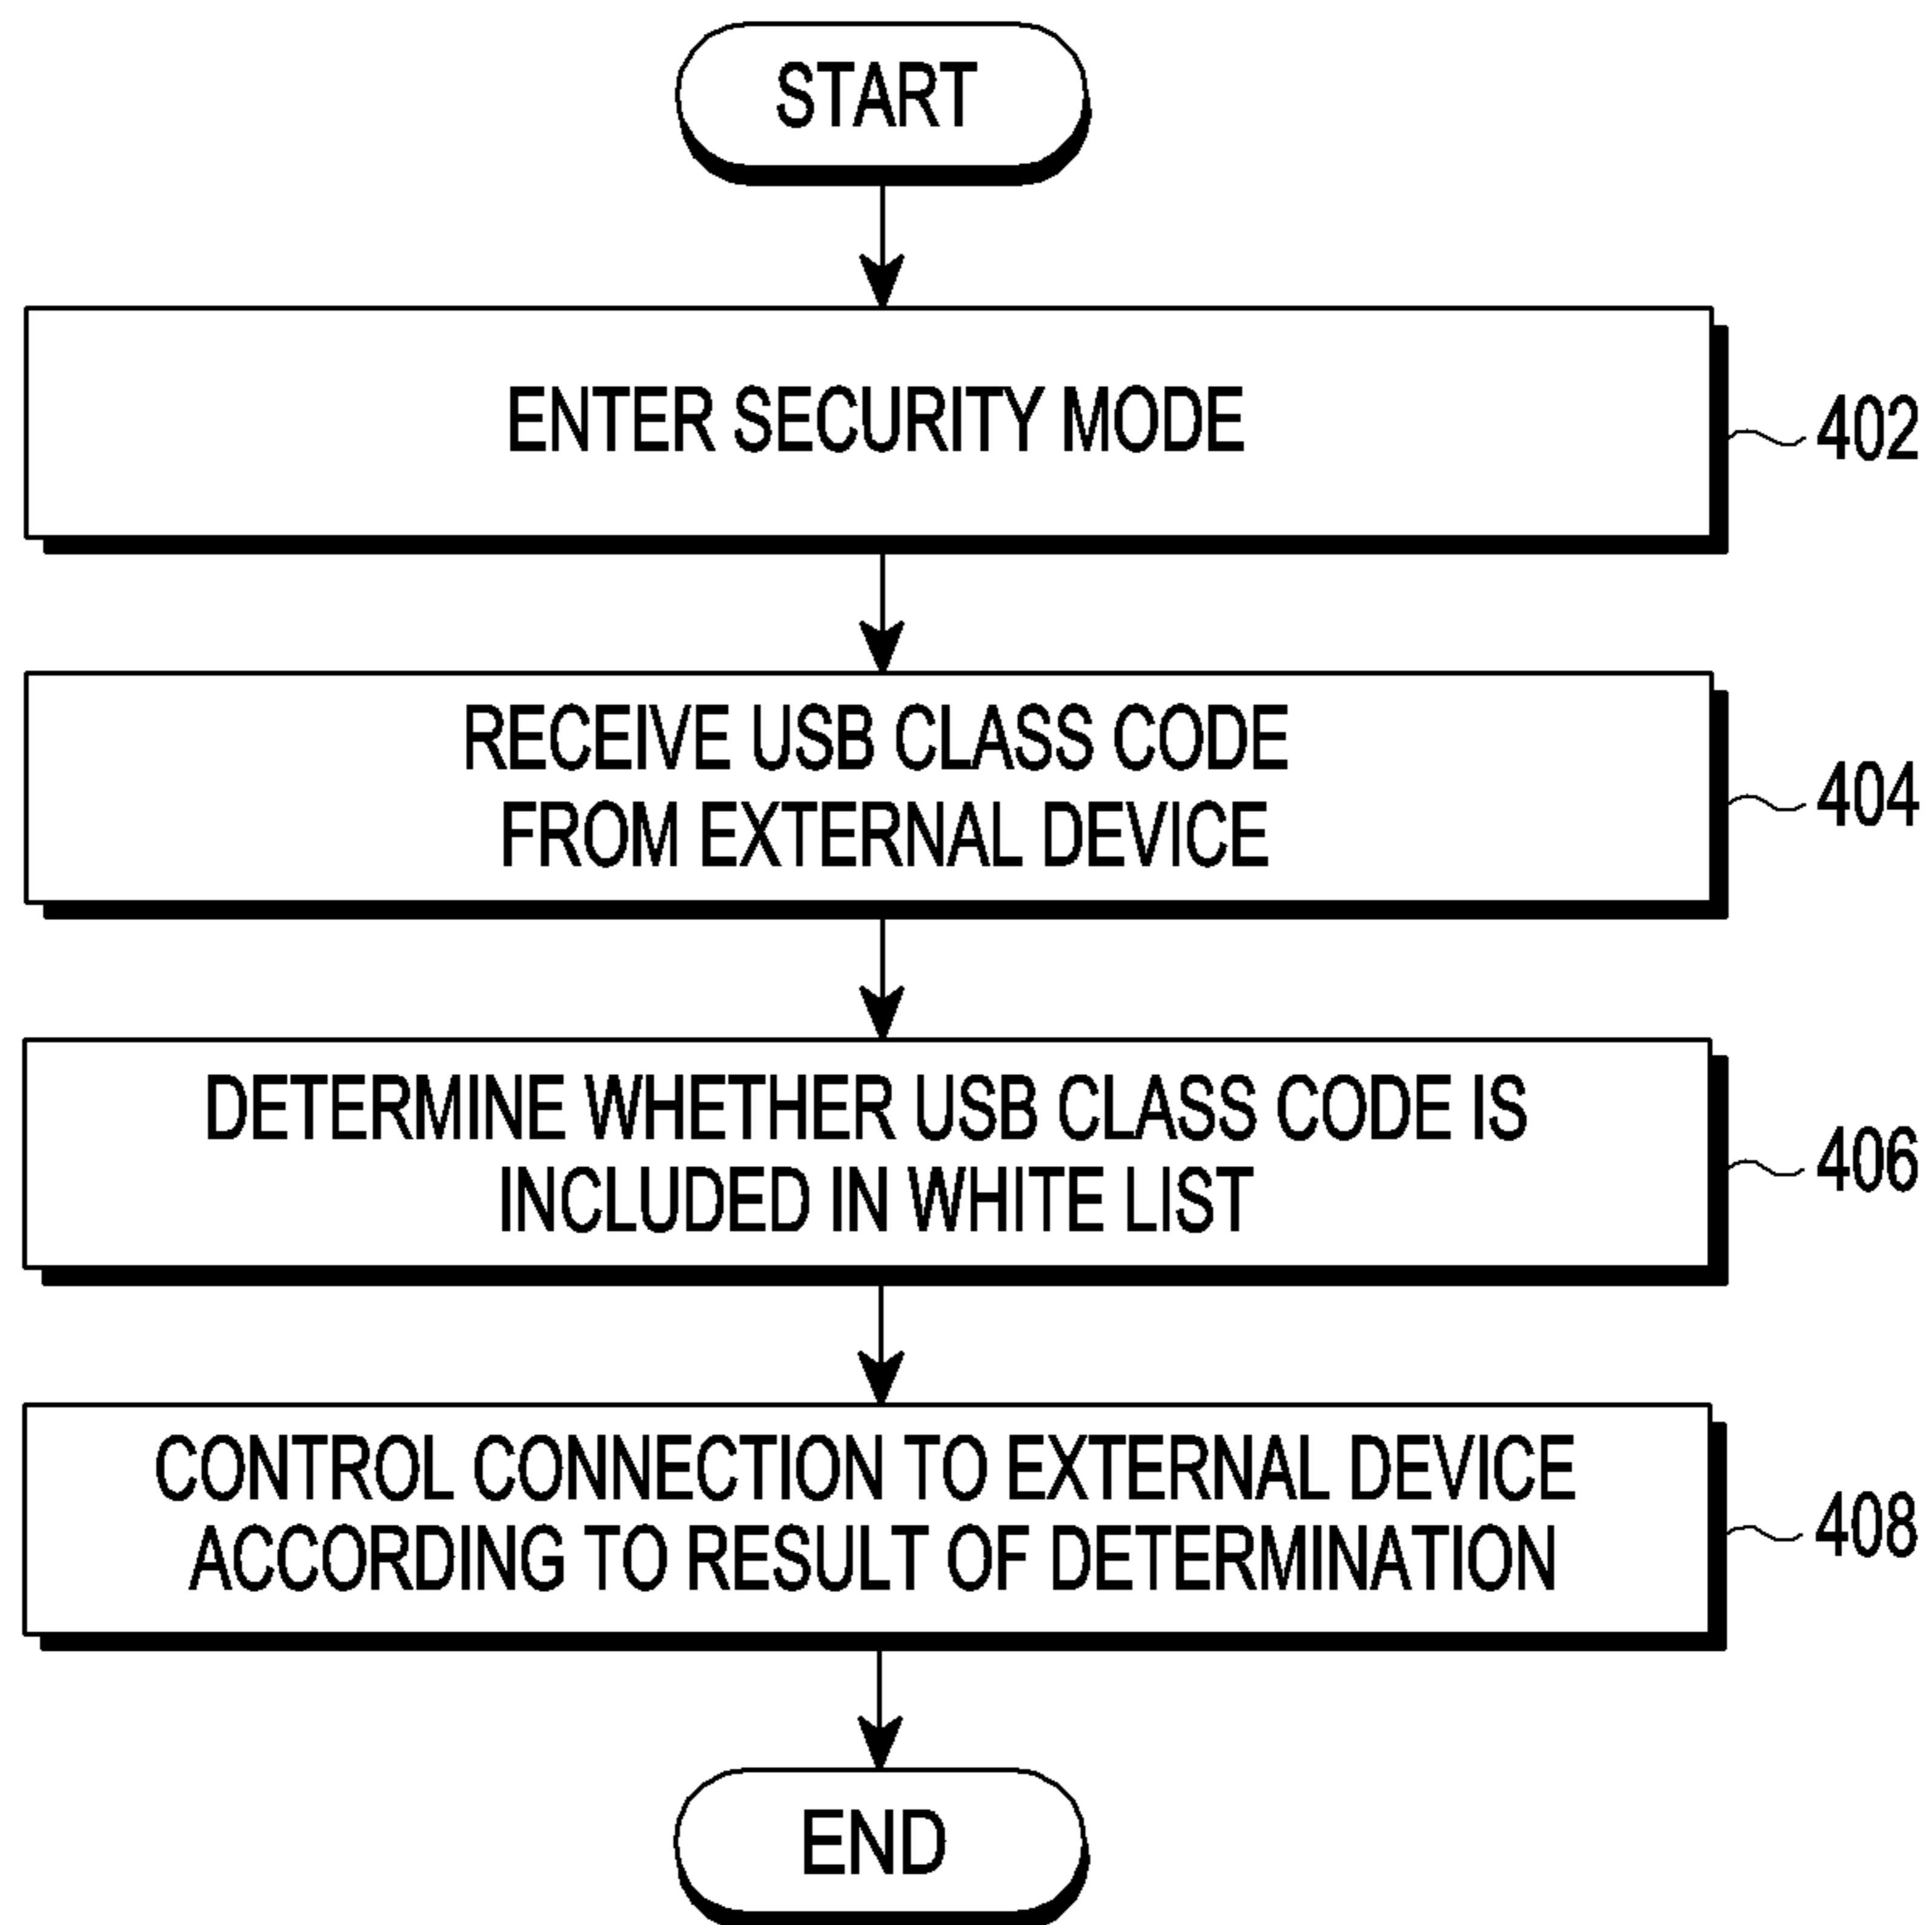 START
ENTER SECURITY MODE
402
RECEIVE USB CLASS CODE
FROM EXTERNAL DEVICE
404
DETERMINE WHETHER USB CLASS CODE IS
INCLUDED IN WHITE LIST
406
CONTROL CONNECTION TO EXTERNAL DEVICE
ACCORDING TO RESULT OF DETERMINATION
408
END